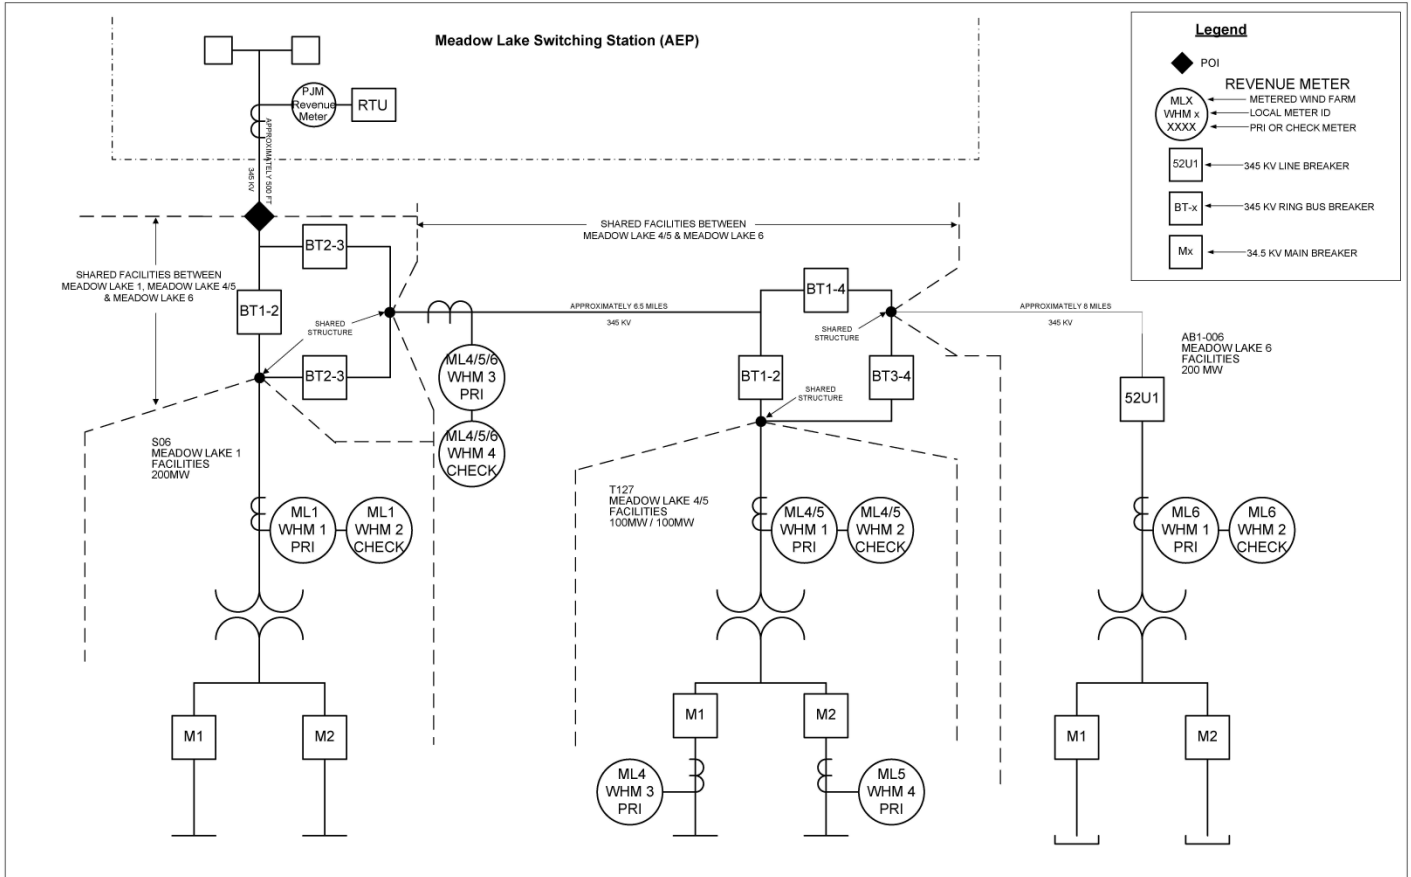 Meadow Lake Switching Station (AEP)
PJM
Revenue
Meter
RTU
APPROXIMATELY 500 FT
345 KV
Legend
POI
REVENUE METER
MLX
WHM x
XXXX
METERED WIND FARM
LOCAL METER ID
PRI OR CHECK METER
52U1
345 KV LINE BREAKER
BT-x
345 KV RING BUS BREAKER
Mx
34.5 KV MAIN BREAKER
SHARED FACILITIES BETWEEN
MEADOW LAKE 1, MEADOW LAKE 4/5
& MEADOW LAKE 6
SHARED FACILITIES BETWEEN
MEADOW LAKE 4/5 & MEADOW LAKE 6
BT2-3
BT1-2
SHARED
STRUCTURE
BT2-3
APPROXIMATELY 6.5 MILES
345 KV
BT1-4
SHARED
STRUCTURE
BT1-2
BT3-4
SHARED
STRUCTURE
APPROXIMATELY 8 MILES
345 KV
AB1-006
MEADOW LAKE 6
FACILITIES
200 MW
52U1
ML4/5/6
WHM 3
PRI
ML4/5/6
WHM 4
CHECK
S06
MEADOW LAKE 1
FACILITIES
200MW
T127
MEADOW LAKE 4/5
FACILITIES
100MW / 100MW
ML1
WHM 1
PRI
ML1
WHM 2
CHECK
ML4/5
WHM 1
PRI
ML4/5
WHM 2
CHECK
ML6
WHM 1
PRI
ML6
WHM 2
CHECK
M1
M2
M1
M2
M1
M2
ML4
WHM 3
PRI
ML5
WHM 4
PRI